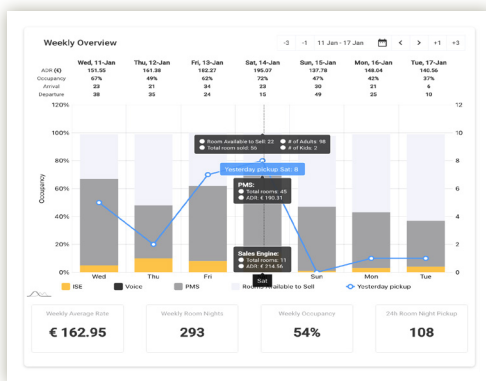 Weekly Overview
-3 -1 11 Jan - 17 Jan < > +1 +3
Wed, 11-Jan Thu, 12-Jan Fri, 13-Jan Sat, 14-Jan Sun, 15-Jan Mon, 16-Jan Tue, 17-Jan
ADR (€) 151.55 161.38 182.27 195.07 137.78 148.04 140.56
Occupancy 67% 49% 62% 72% 47% 42% 37%
Arrival 23 21 34 23 30 21 6
Departure 38 35 24 15 49 25 10
120% 12
100% 10
Room Available to Sell: 22 # of Adults: 98
Total room sold: 56 # of Kids: 2
80% 8
Yesterday pickup Sat: 8
PMS:
Total rooms: 45
ADR: € 190.31
60% 6
Occupancy
40% 4
20% 2
Sales Engine:
Total rooms: 11
ADR: € 214.56
0% 0
Wed Thu Fri Sat Sun Mon Tue
ISE Voice PMS Rooms Available to Sell Yesterday pickup
Weekly Average Rate Weekly Room Nights Weekly Occupancy 24h Room Night Pickup
€ 162.95 293 54% 108